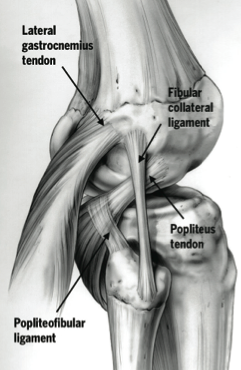 Lateral
gastrocnemius
tendon
Fibular
collateral
ligament
Popliteus
tendon
Popliteofibular
ligament